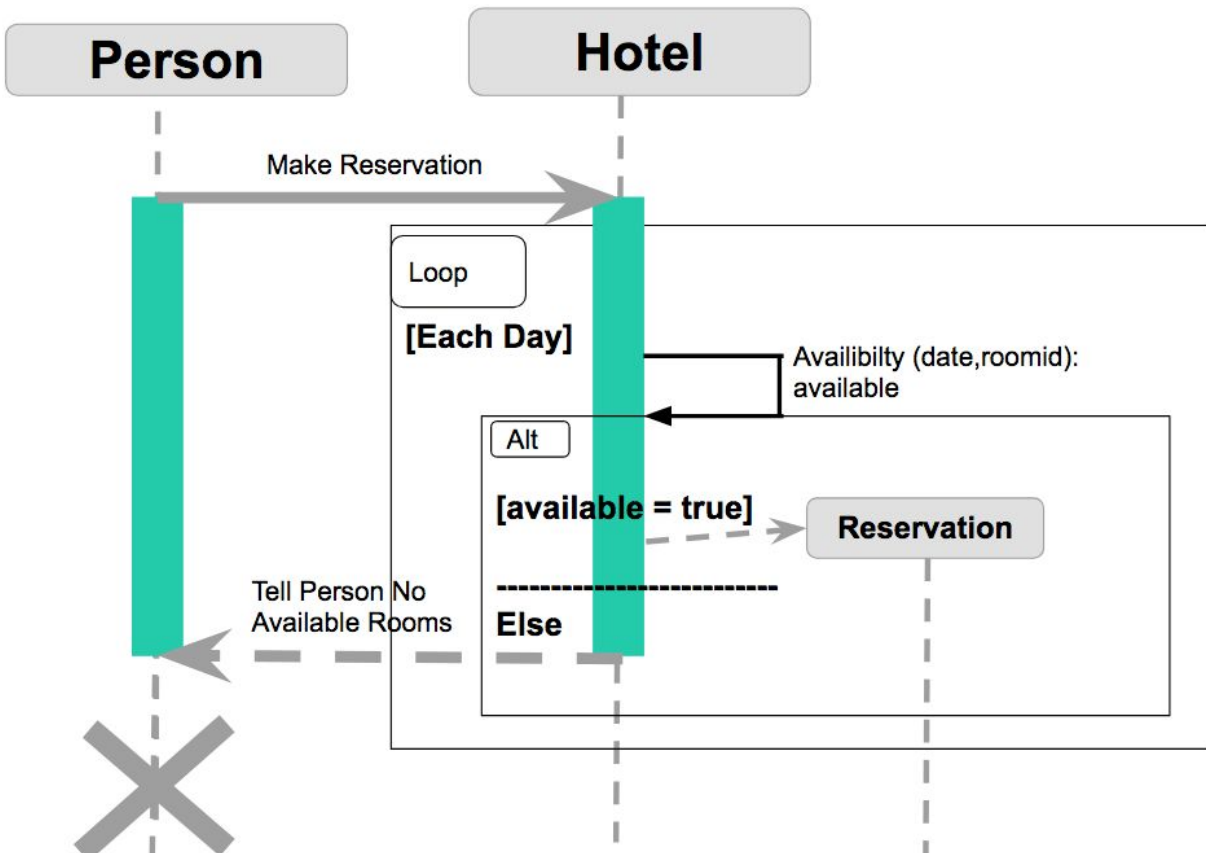 Person
Hotel
Make Reservation
Loop
[Each Day]
Availibilty (date,roomid):
available
Alt
[available = true]
Reservation
---------------------------
Tell Person No
Available Rooms
Else